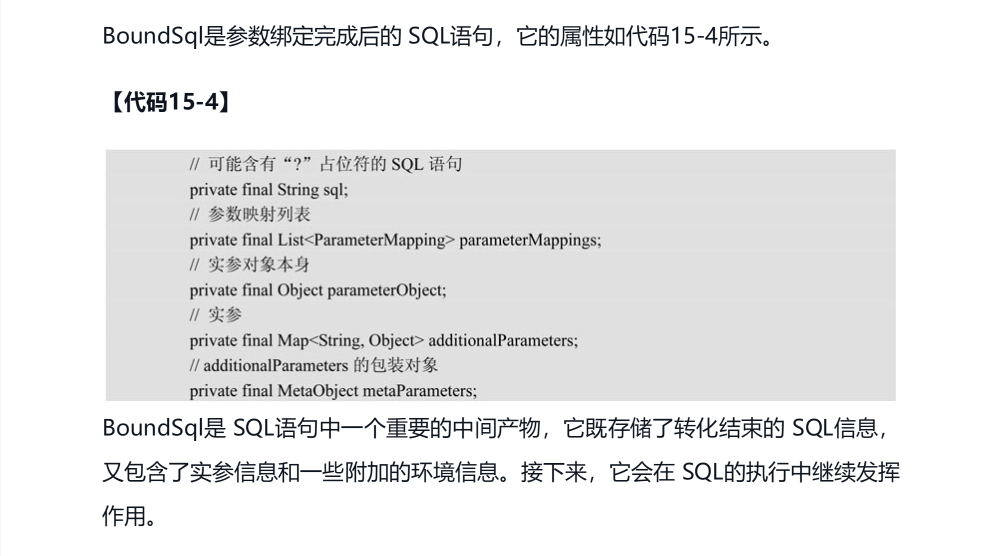 BoundSql是参数绑定完成后的 SQL语句，它的属性如代码15-4所示。
【代码15-4】
// 可能含有“?”占位符的 SQL 语句
private final String sql;
// 参数映射列表
private final List<ParameterMapping> parameterMappings;
// 实参对象本身
private final Object parameterObject;
// 实参
private final Map<String, Object> additionalParameters;
// additionalParameters 的包装对象
private final MetaObject metaParameters;
BoundSql是 SQL语句中一个重要的中间产物，它既存储了转化结束的 SQL信息，
又包含了实参信息和一些附加的环境信息。接下来，它会在 SQL的执行中继续发挥
作用。